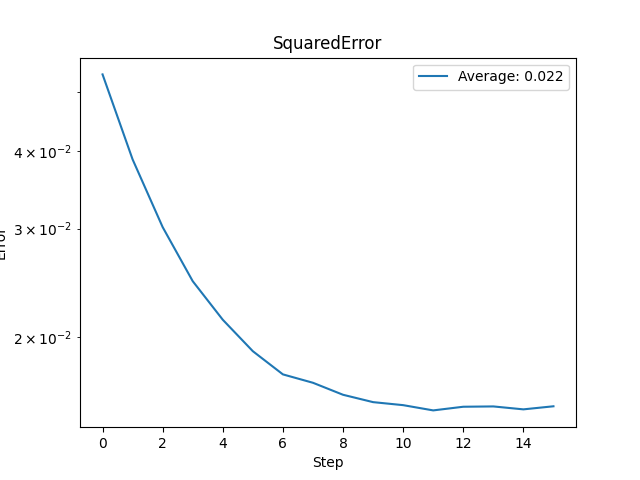 SquaredError
Average: 0.022
Error
4 × 10⁻²
3 × 10⁻²
2 × 10⁻²
0 2 4 6 8 10 12 14
Step